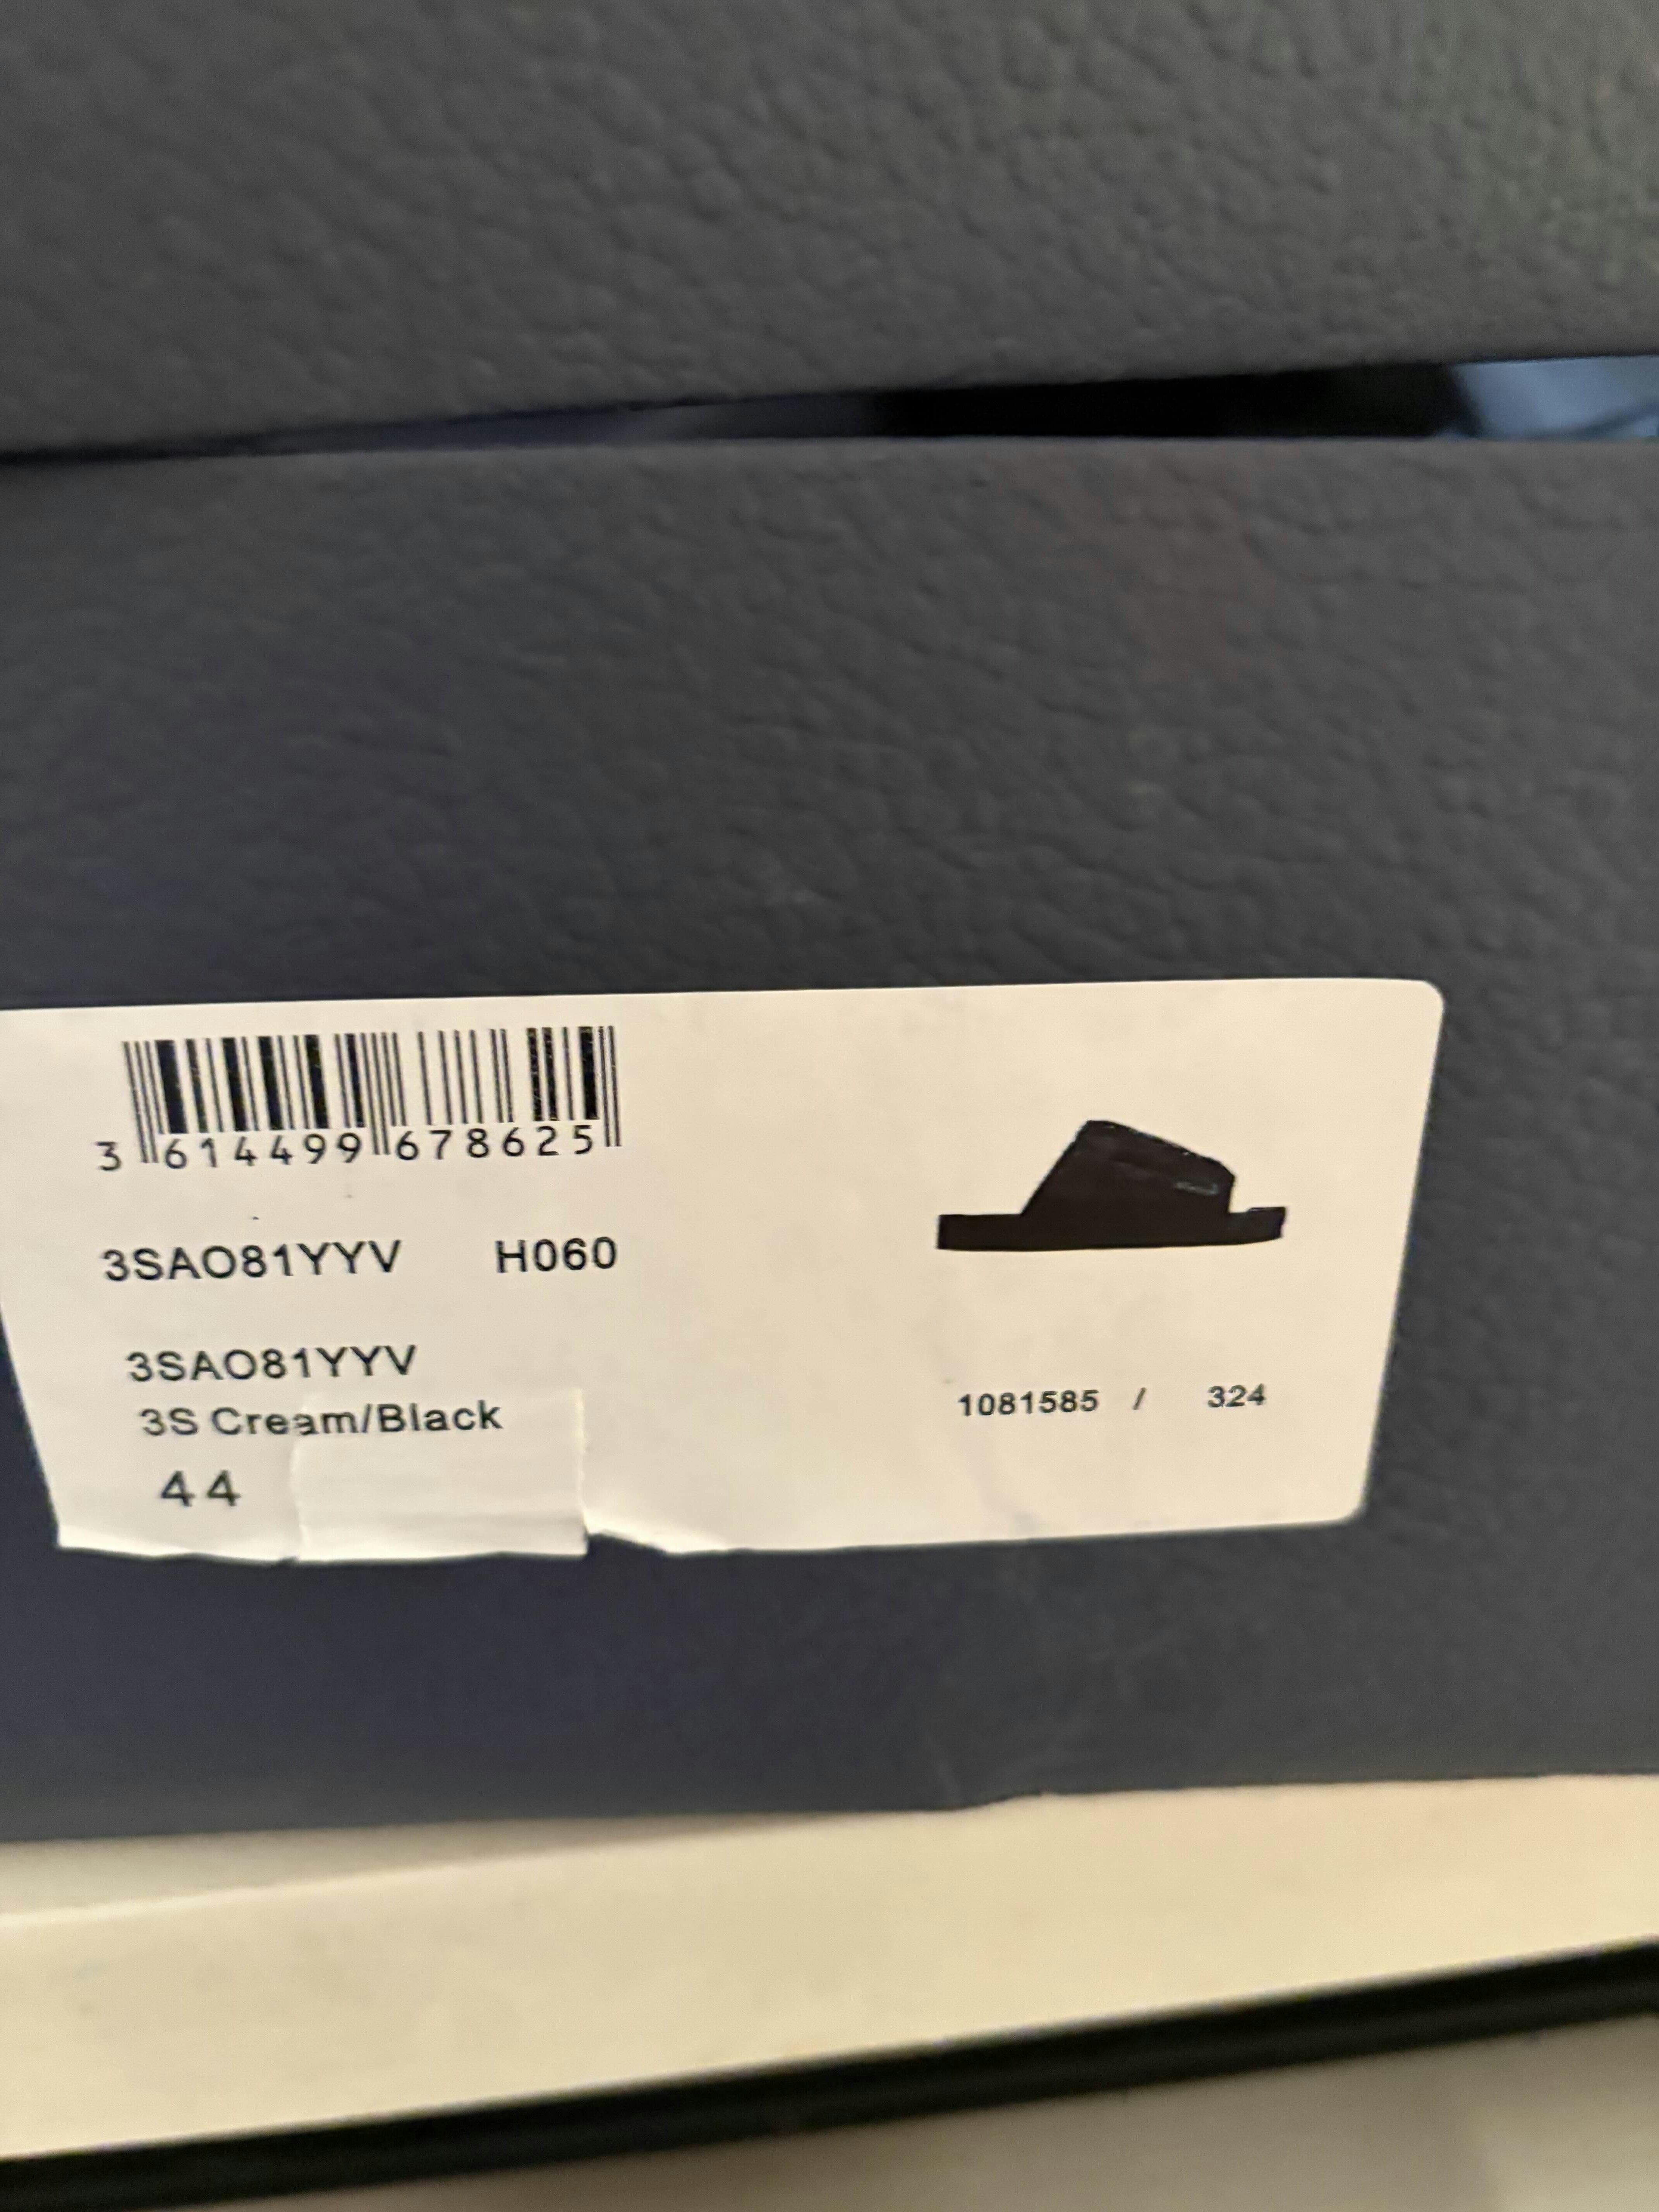 3 614499 678625
3SAO81YYV H060
3SAO81YYV
3S Cream/Black
44
1081585 / 324